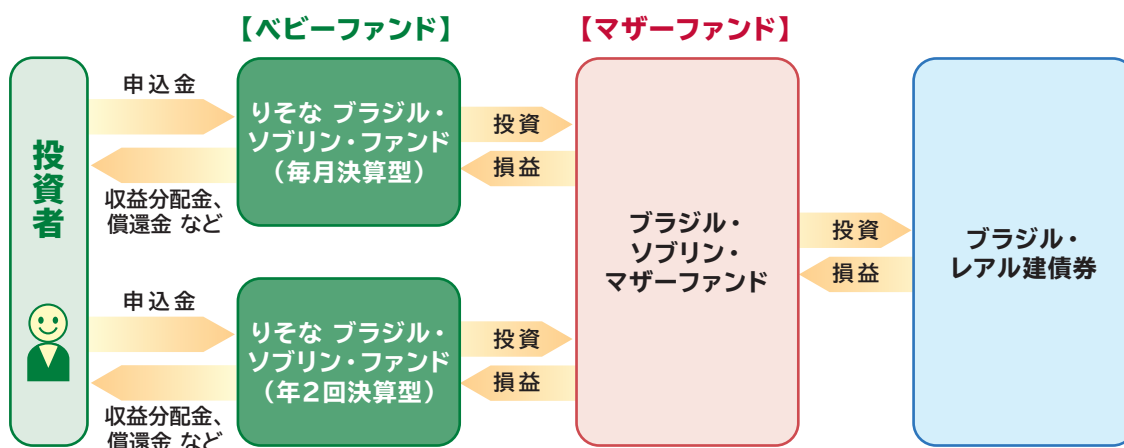 【ベビーファンド】
【マザーファンド】
投資者
申込金
収益分配金、
償還金 など
りそな ブラジル・
ソブリン・ファンド
(毎月決算型)
投資
損益
申込金
収益分配金、
償還金 など
りそな ブラジル・
ソブリン・ファンド
(年2回決算型)
投資
損益
ブラジル・
ソブリン・
マザーファンド
投資
損益
ブラジル・
レアル建債券